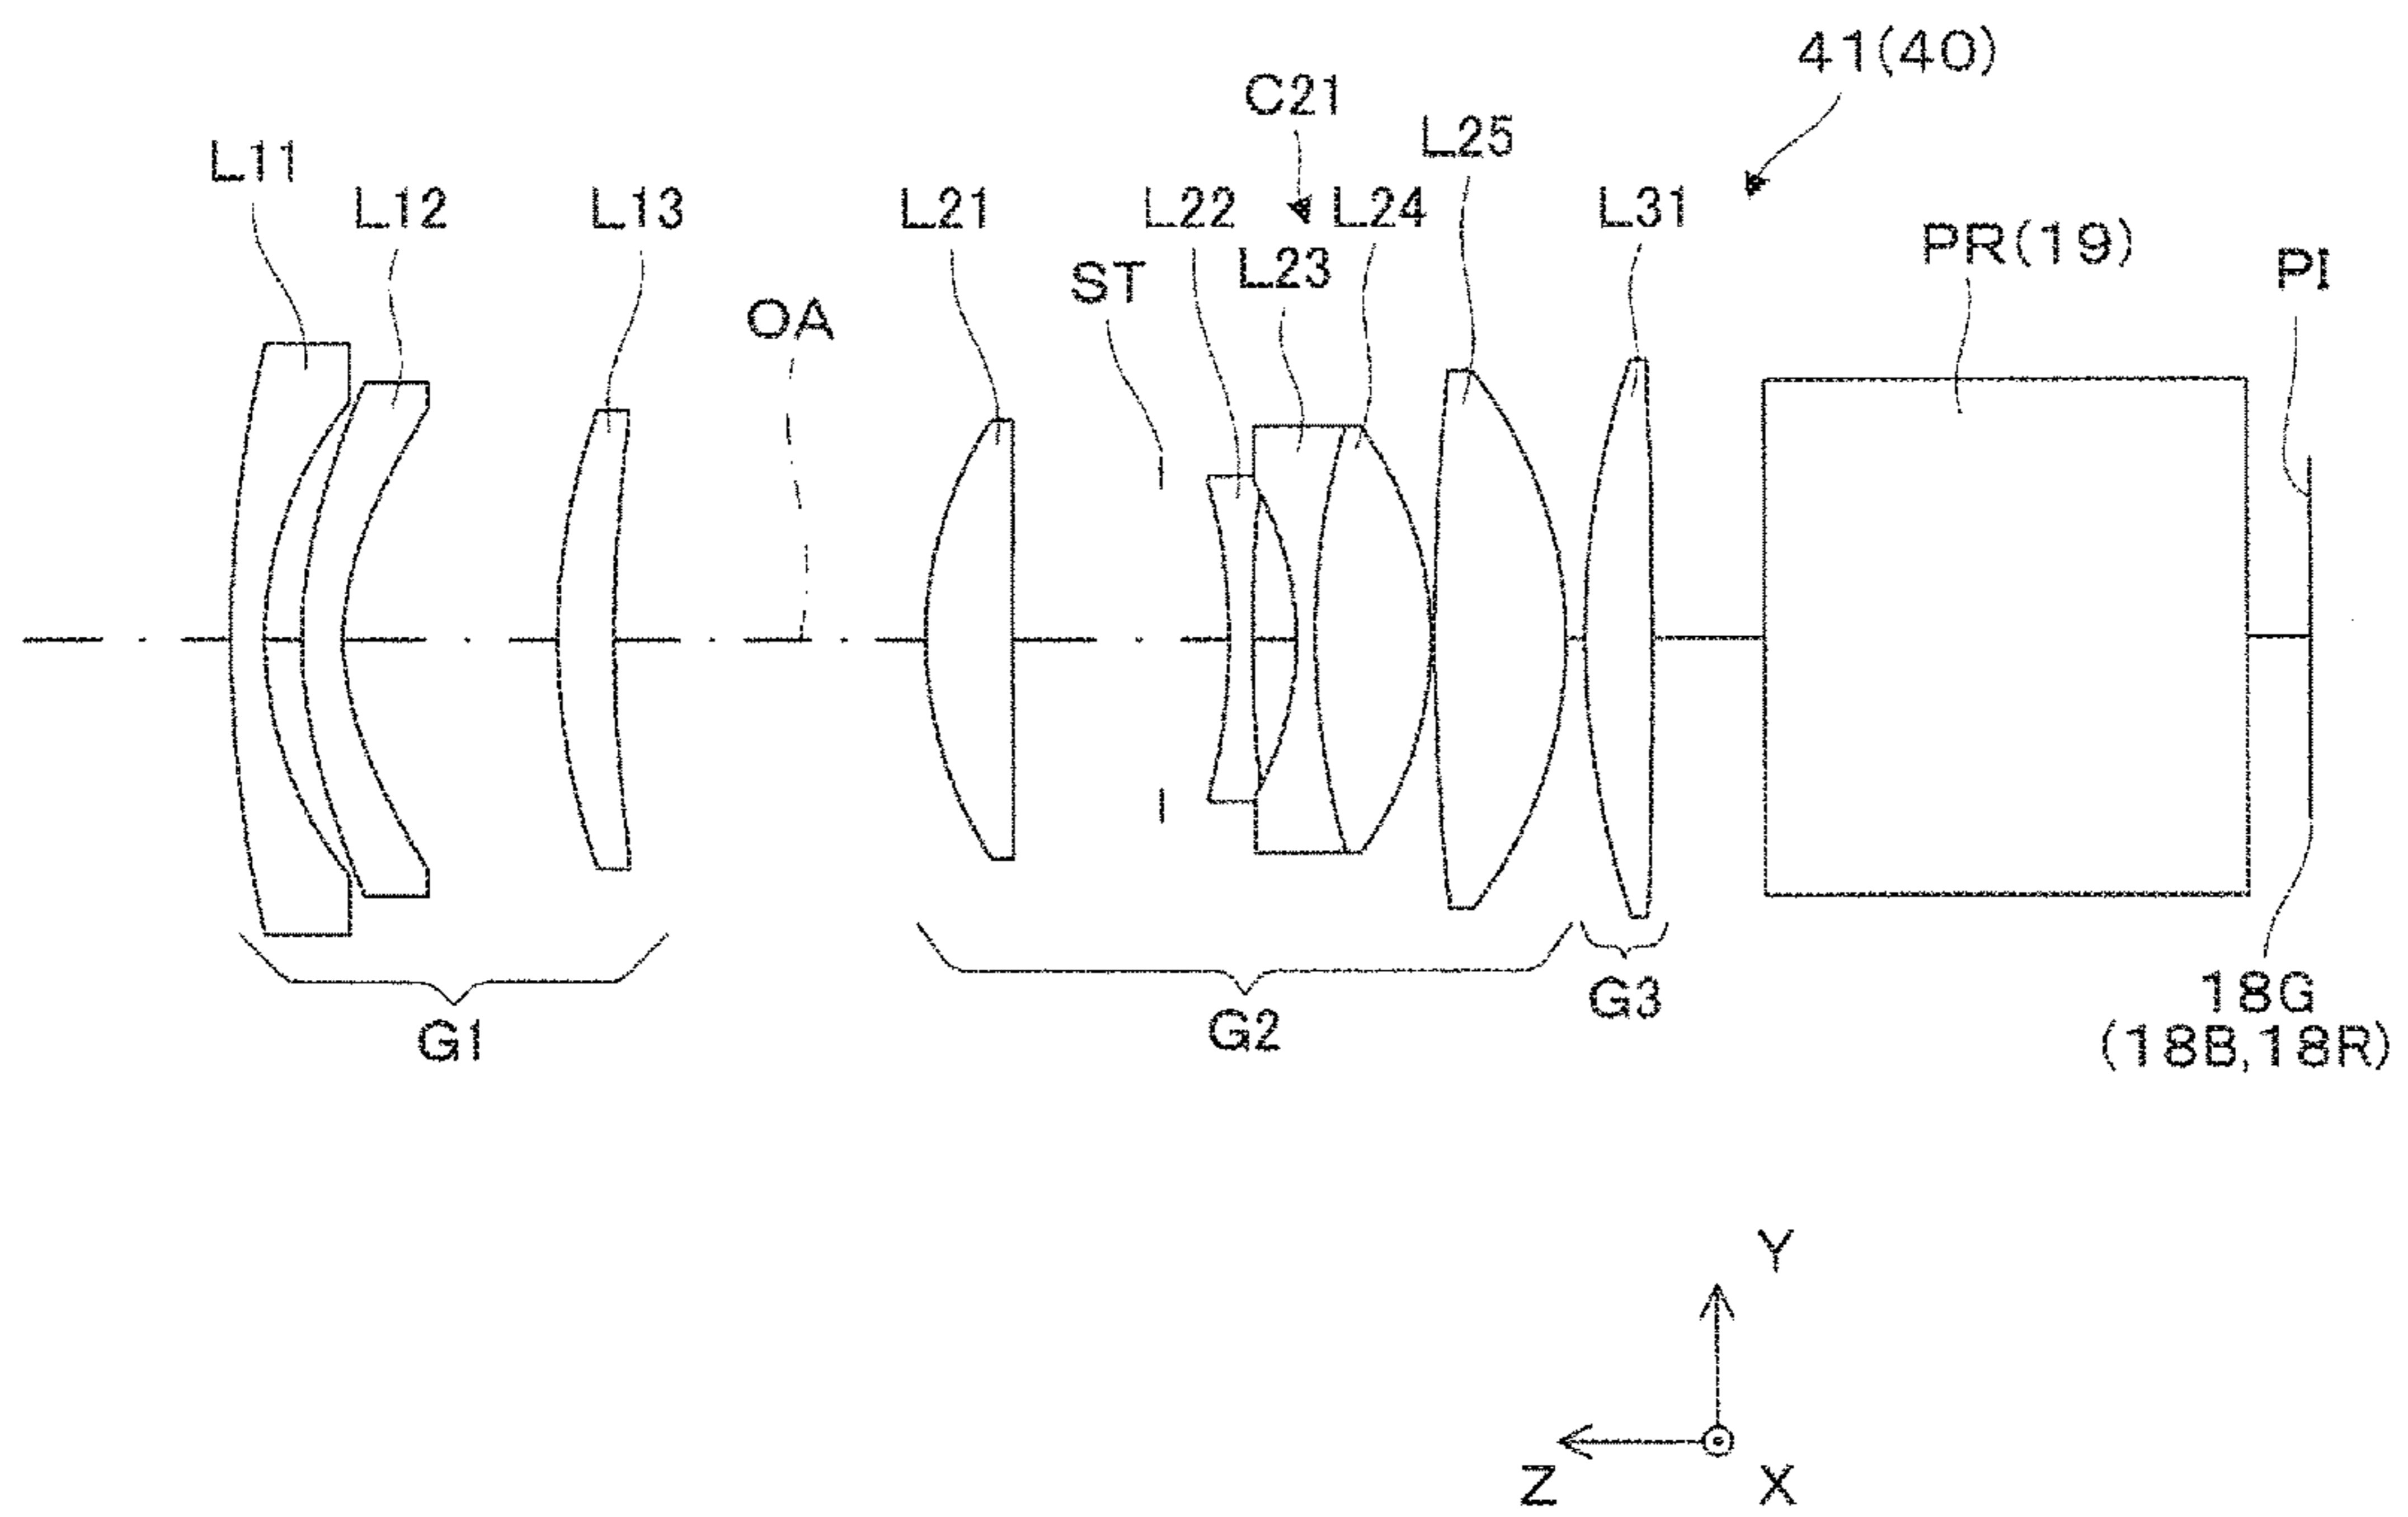 41(40)
C21
L25
L11
L12
L13
L21
L22
L24
L31
PR(19)
L23
ST
PI
OA
G1
G2
G3
18G
(18B,18R)
Y
Z
X